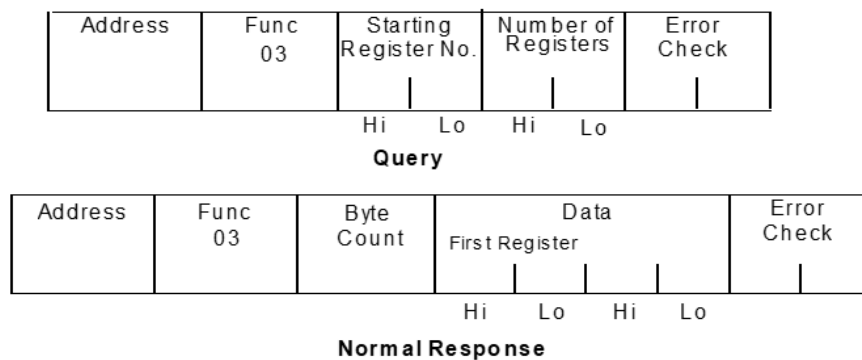 Address
Func
03
Starting
Register No.
Number of
Registers
Error
Check
Hi Lo Hi Lo
Query
Address
Func
03
Byte
Count
Data
First Register
Error
Check
Hi Lo Hi Lo
Normal Response